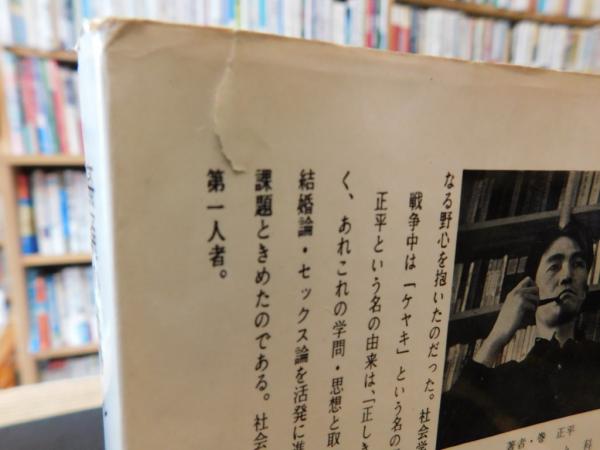 なる野心を抱いたのだった。社会学
戦争中は「ケヤキ」という名の
正平という名の由来は、「正しき
く、あれこれの学問・思想と取
結婚論・セックス論を活発に進
課題ときめたのである。社会
第一人者。
著者・巻 正平